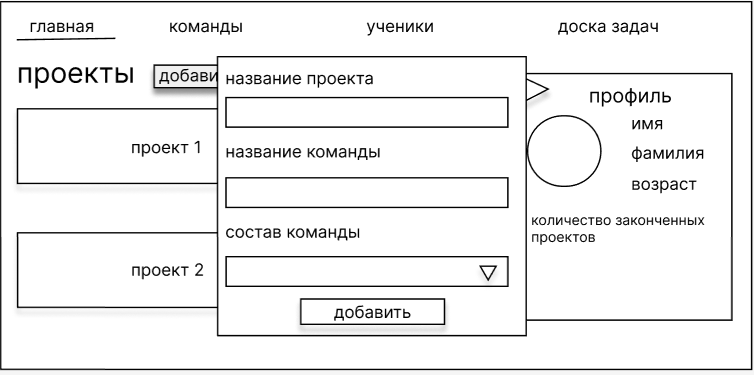 главная
команды
ученики
доска задач
проекты
добави
проект 1
проект 2
название проекта
название команды
состав команды
добавить
профиль
имя
фамилия
возраст
количество законченных
проектов